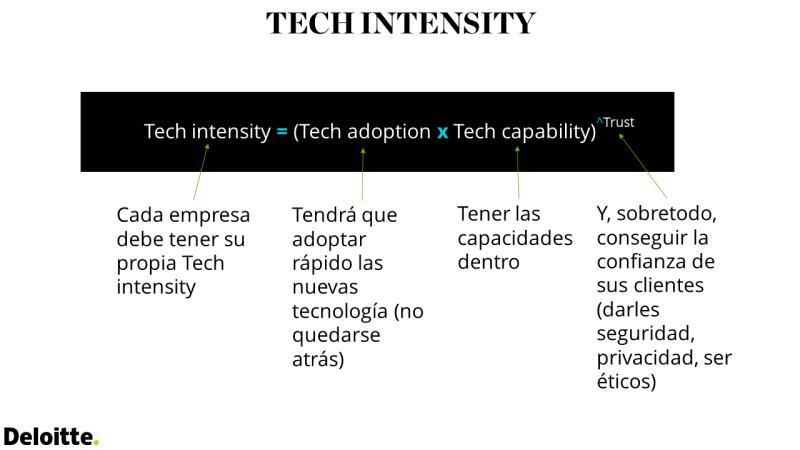 TECH INTENSITY
Tech intensity = (Tech adoption x Tech capability)^Trust
Cada empresa
debe tener su
propia Tech
intensity
Tendrá que
adoptar
rápido las
nuevas
tecnología (no
quedarse
atrás)
Tener las
capacidades
dentro
Y, sobretodo,
conseguir la
confianza de
sus clientes
(darles
seguridad,
privacidad, ser
éticos)
Deloitte.